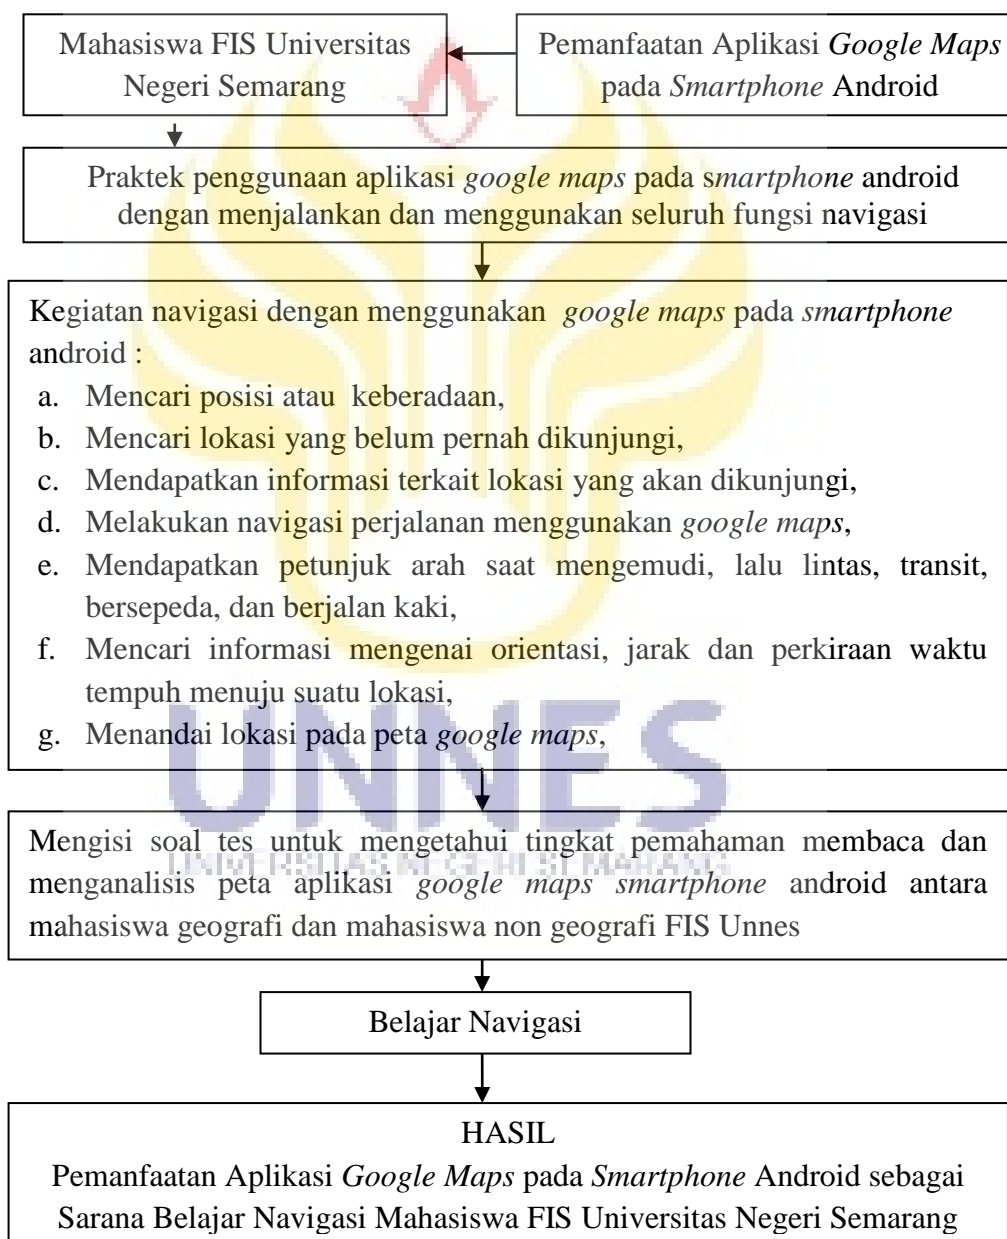 Mahasiswa FIS Universitas
Negeri Semarang
Pemanfaatan Aplikasi Google Maps
pada Smartphone Android
Praktek penggunaan aplikasi google maps pada smartphone android
dengan menjalankan dan menggunakan seluruh fungsi navigasi
Kegiatan navigasi dengan menggunakan google maps pada smartphone
android :
a. Mencari posisi atau keberadaan,
b. Mencari lokasi yang belum pernah dikunjungi,
c. Mendapatkan informasi terkait lokasi yang akan dikunjungi,
d. Melakukan navigasi perjalanan menggunakan google maps,
e. Mendapatkan petunjuk arah saat mengemudi, lalu lintas, transit,
bersepeda, dan berjalan kaki,
f. Mencari informasi mengenai orientasi, jarak dan perkiraan waktu
tempuh menuju suatu lokasi,
g. Menandai lokasi pada peta google maps,
UNNES
Mengisi soal tes untuk mengetahui tingkat pemahaman membaca dan
UNIVERSITAS NEGERI SEMARANG
menganalisis peta aplikasi google maps smartphone android antara
mahasiswa geografi dan mahasiswa non geografi FIS Unnes
Belajar Navigasi
HASIL
Pemanfaatan Aplikasi Google Maps pada Smartphone Android sebagai
Sarana Belajar Navigasi Mahasiswa FIS Universitas Negeri Semarang